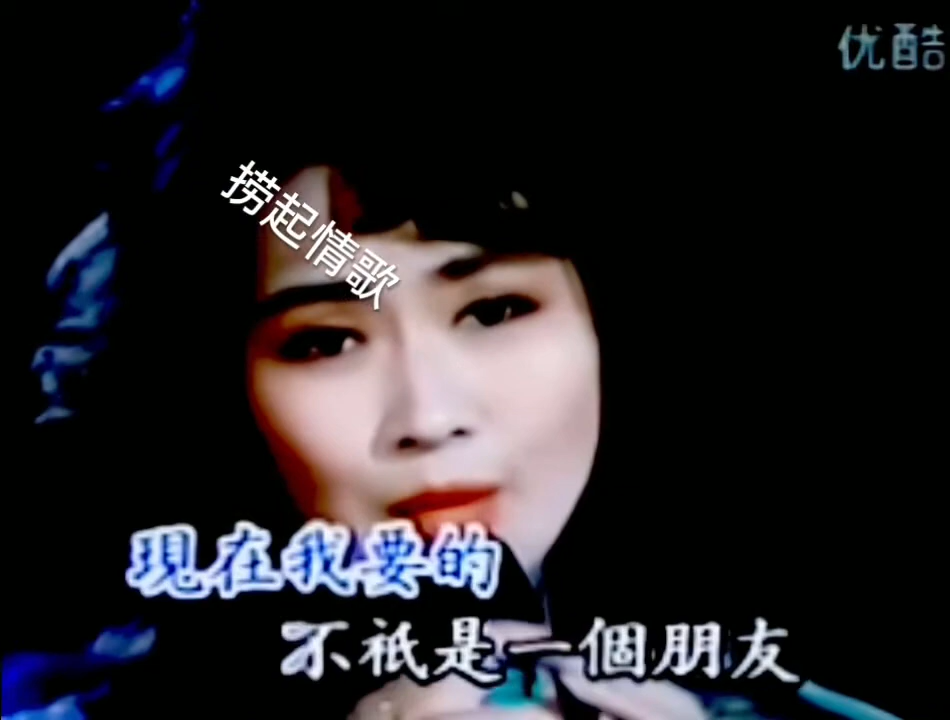 优酷
捞起情歌
現在我要的
不祇是一個朋友